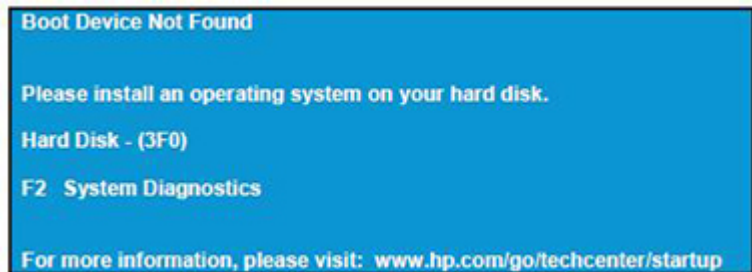 Boot Device Not Found
Please install an operating system on your hard disk.
Hard Disk - (3F0)
F2 System Diagnostics
For more information, please visit: www.hp.com/go/techcenter/startup